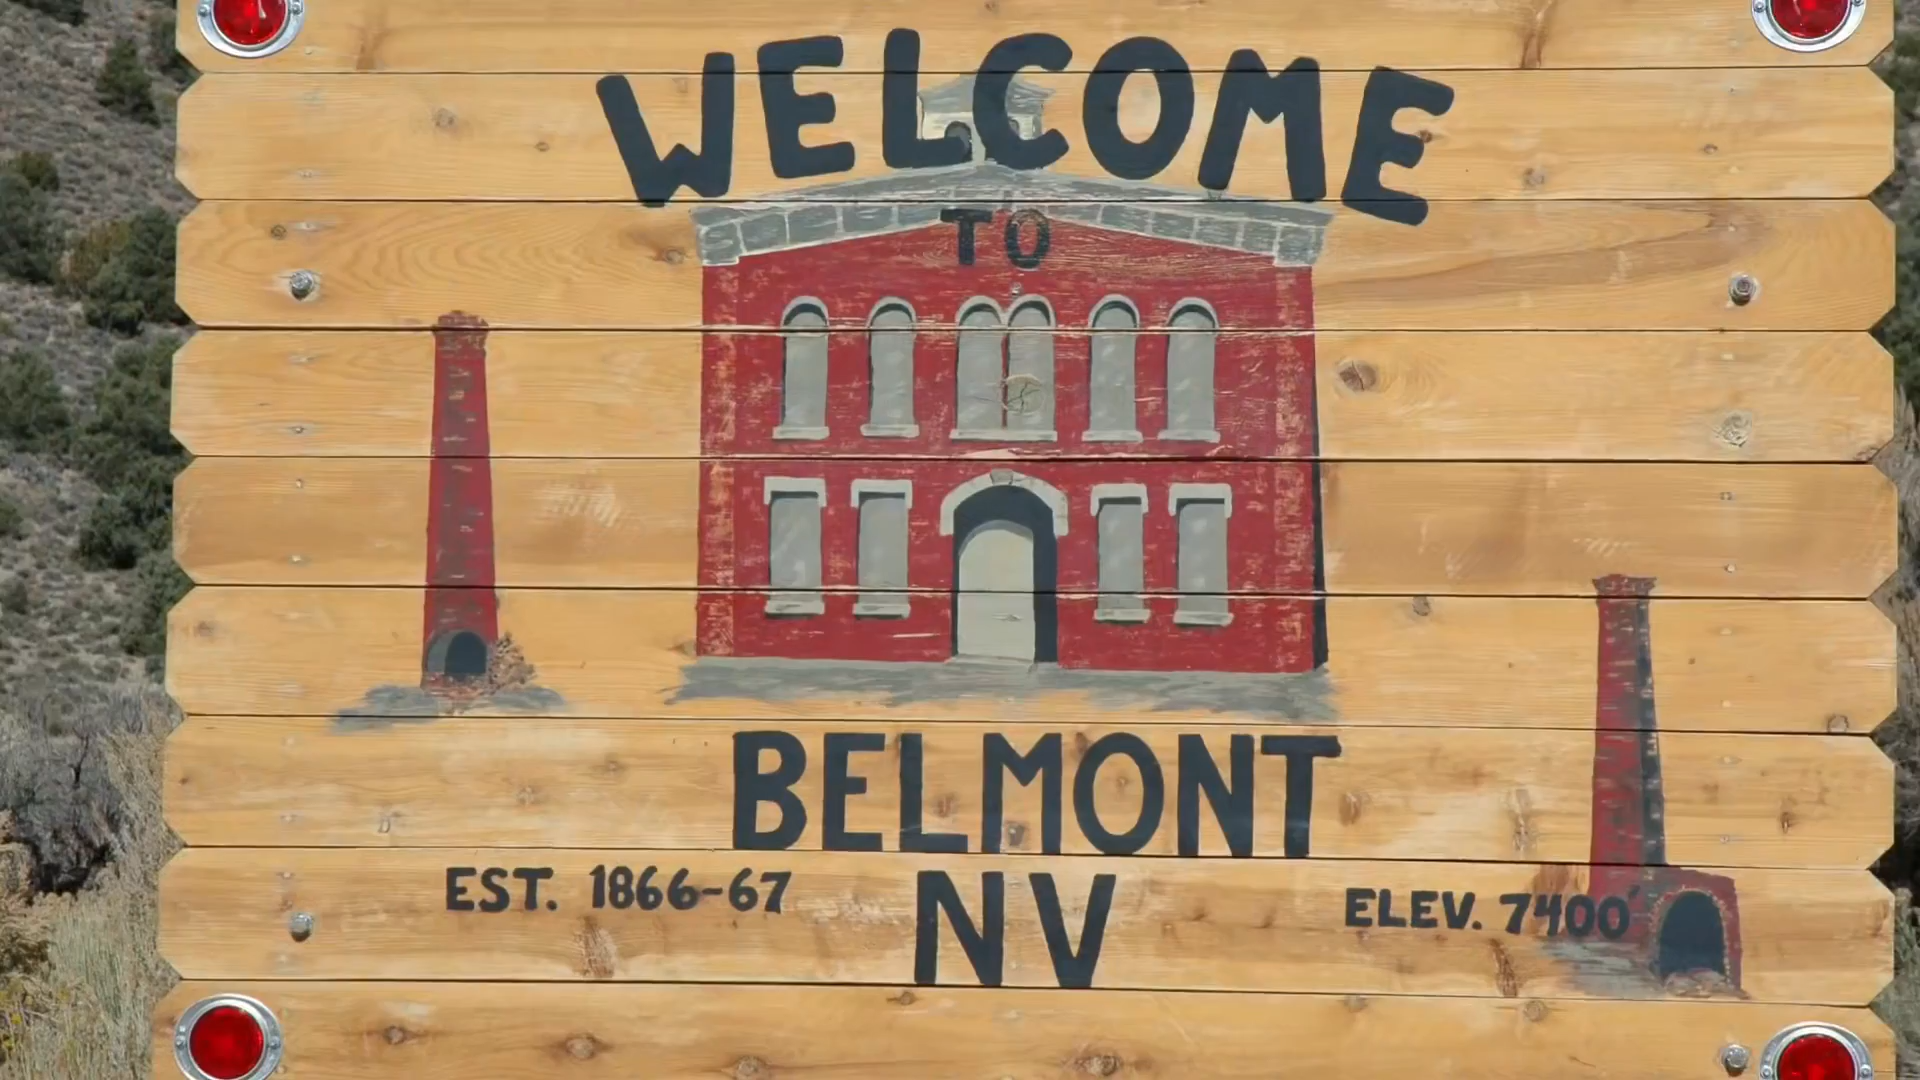 WELCOME
TO
BELMONT
NV
EST. 1866-67
ELEV. 7400'